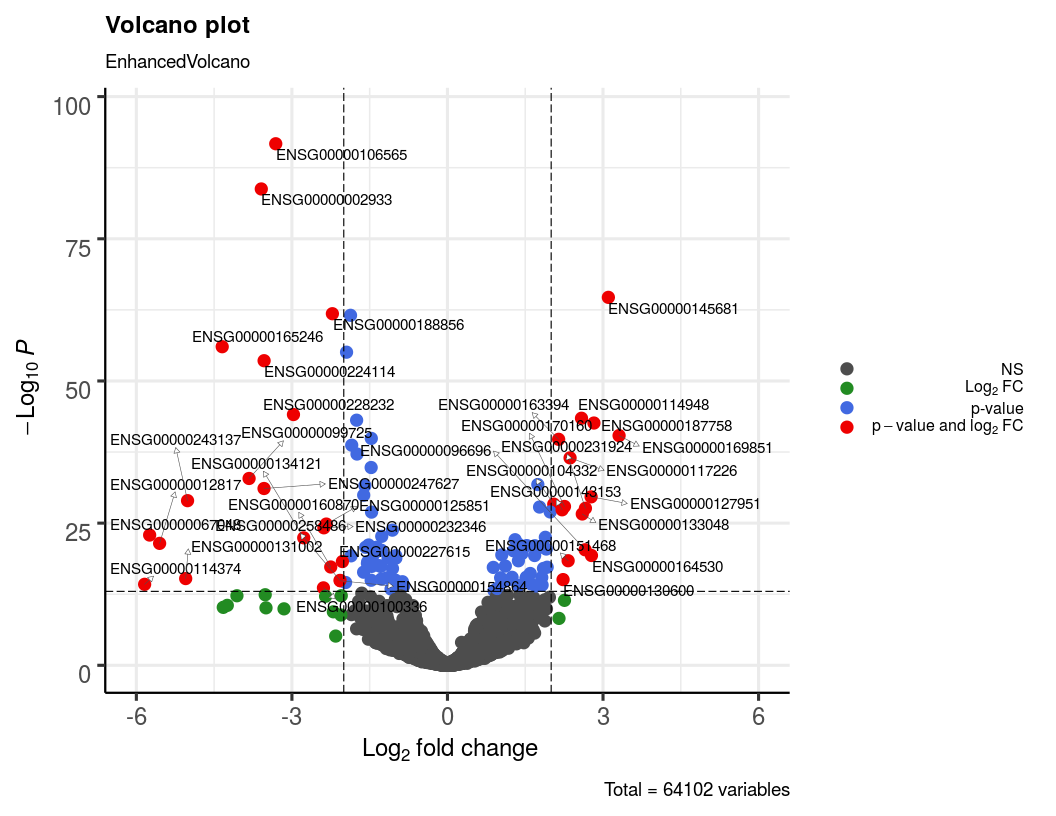 Volcano plot
EnhancedVolcano
100
75
50
25
0
-6
-3
0
3
6
−Log10 P
Log2 fold change
ENSG00000106565
ENSG00000002933
ENSG00000145681
ENSG00000188856
ENSG00000165246
ENSG00000224114
ENSG00000228232
ENSG00000163394
ENSG00000114948
ENSG00000187758
ENSG00000099725
ENSG00000243137
ENSG00000231924
ENSG00000169851
ENSG00000096696
ENSG00000134121
ENSG00000104332
ENSG00000117226
ENSG00000012817
ENSG00000247627
ENSG00000143153
ENSG00000160870
ENSG00000125851
ENSG00000127951
ENSG00000232346
ENSG00000133048
ENSG00000131002
ENSG00000227615
ENSG00000151468
ENSG00000114374
ENSG00000164530
ENSG00000154864
ENSG00000130600
ENSG00000100336
NS
Log2 FC
p-value
p − value and log2 FC
Total = 64102 variables